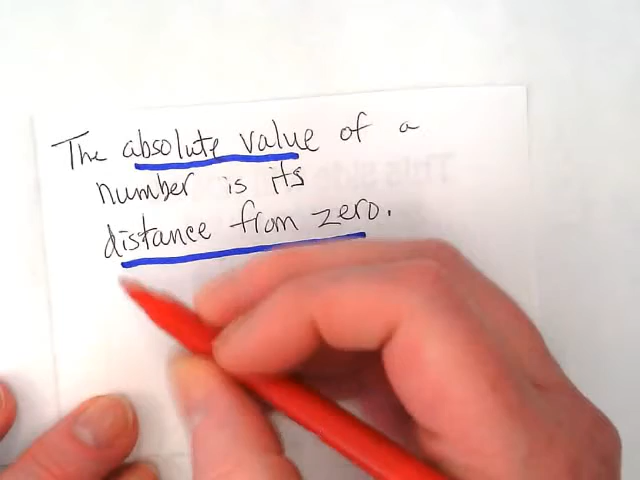 The absolute value of a
number is its
distance from zero.